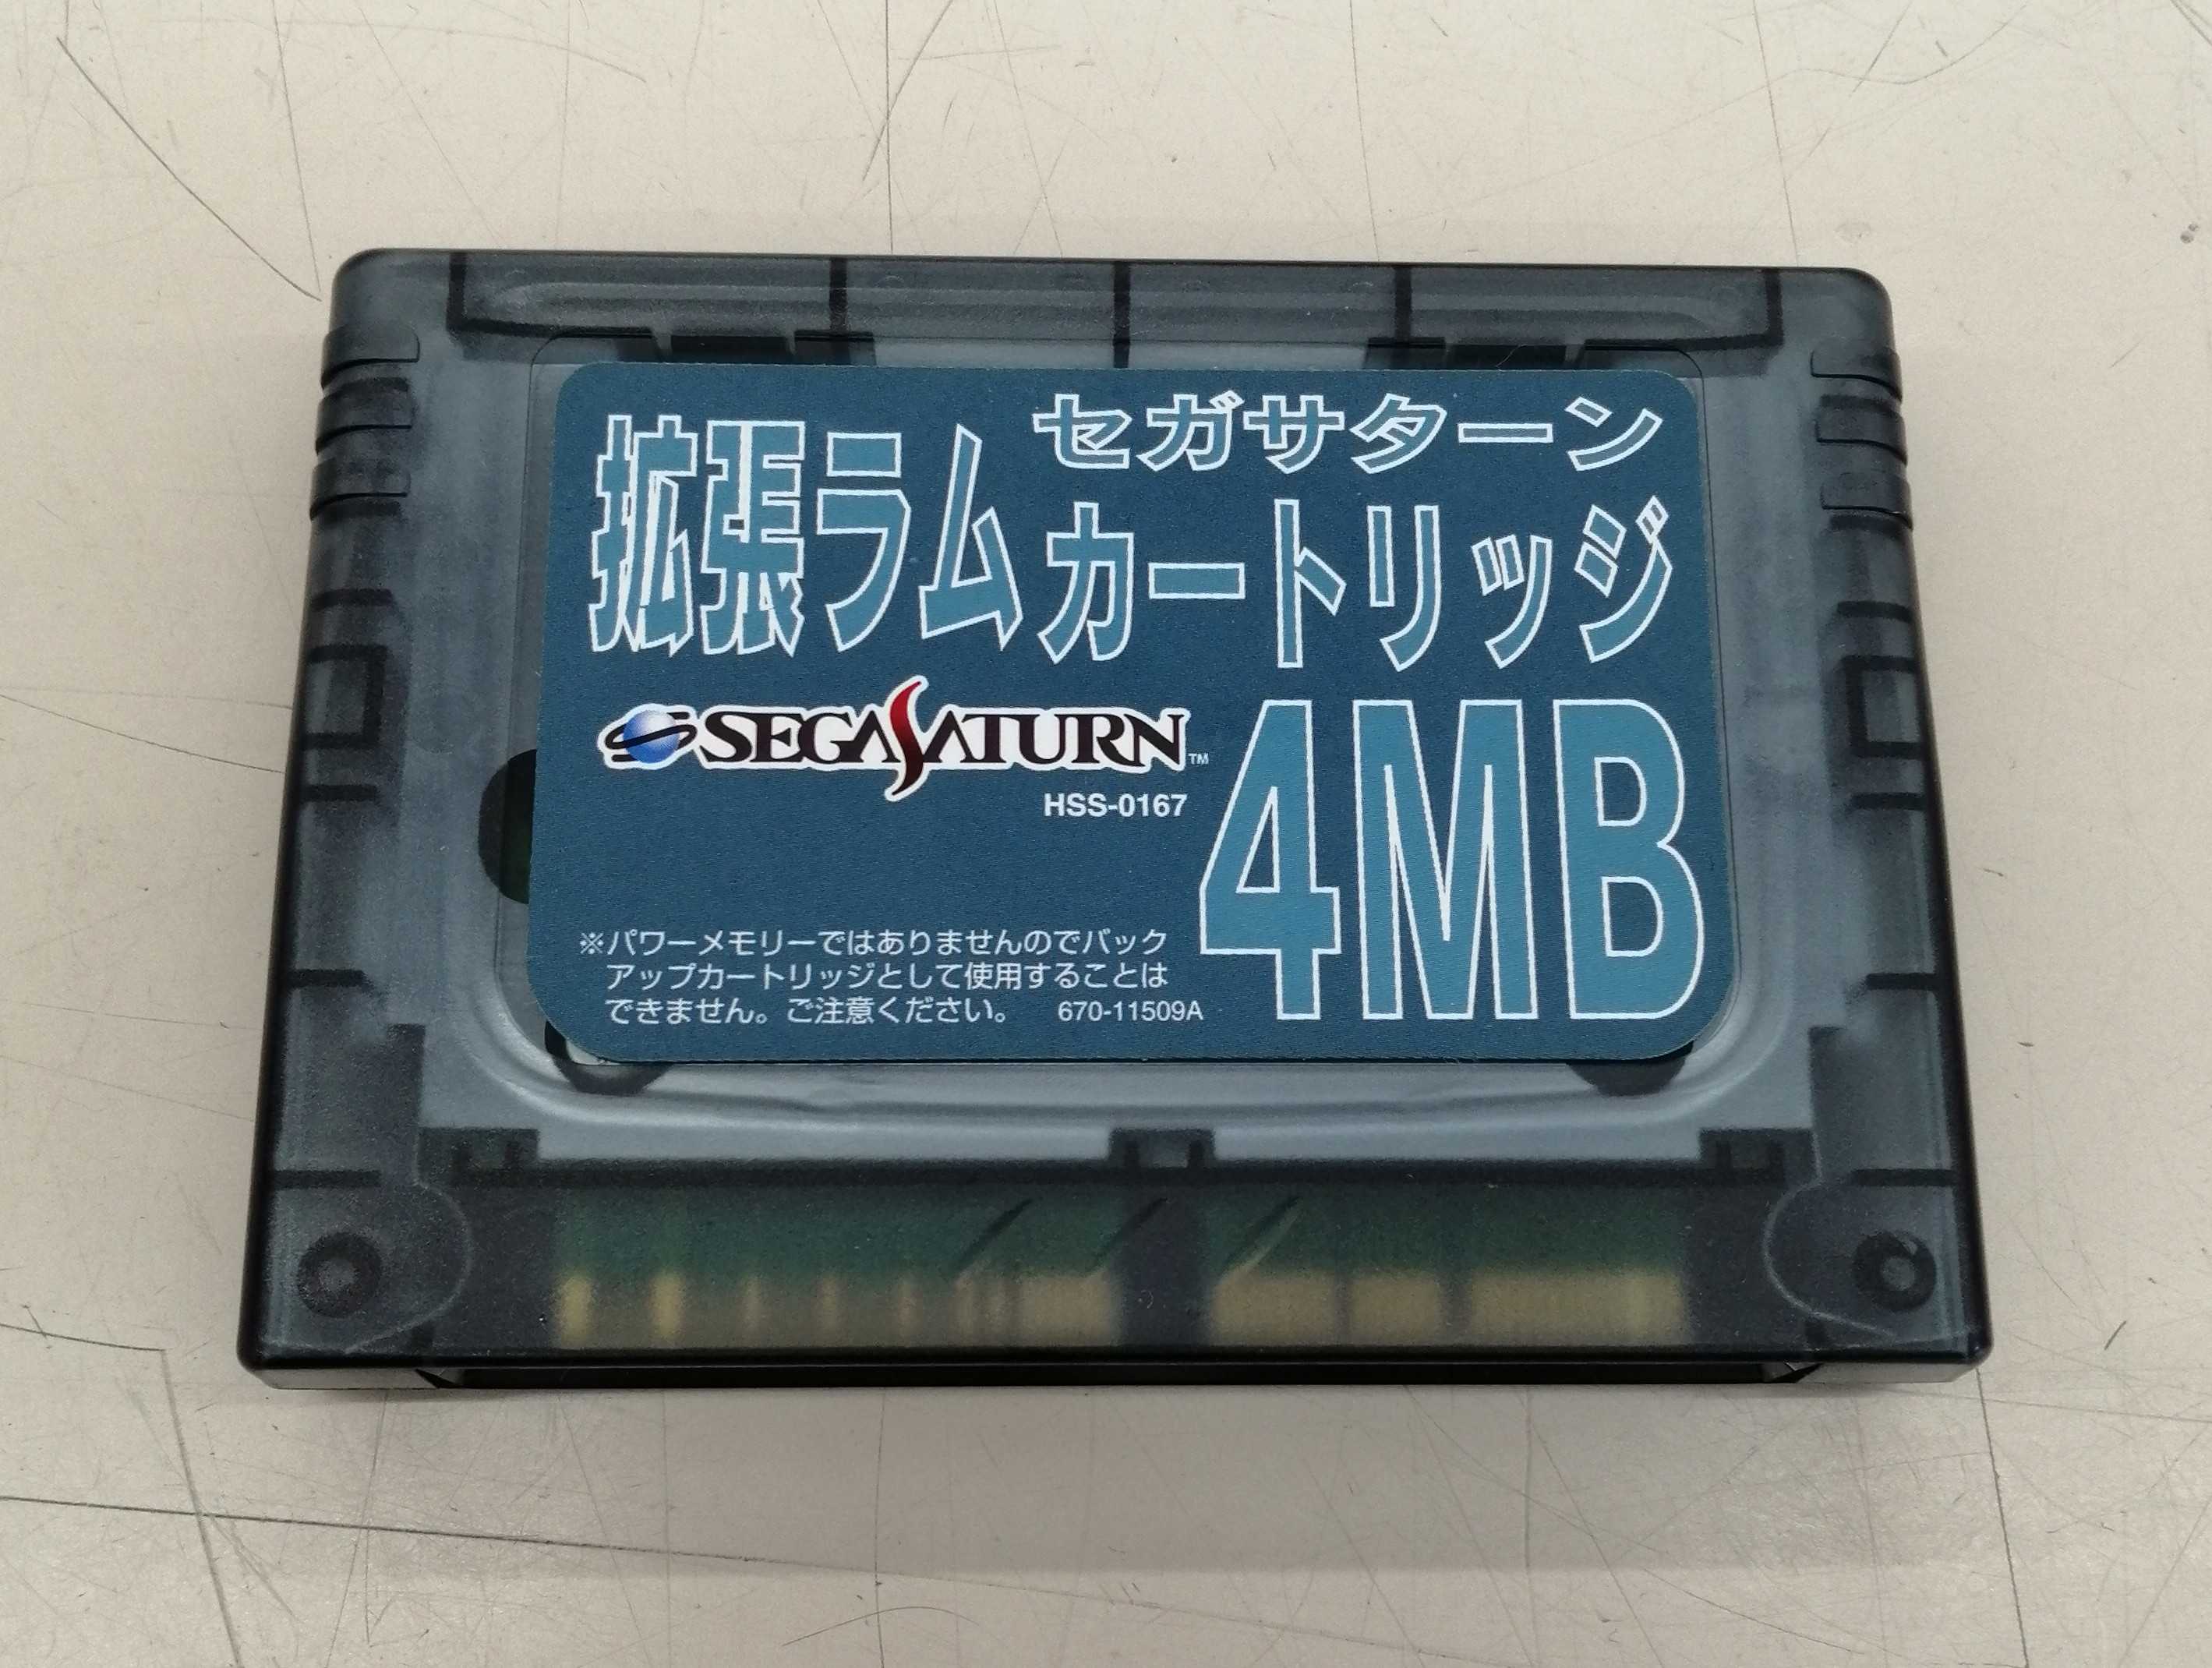 セガサターン
拡張ラムカートリッジ
SEGA SATURN™
HSS-0167
4MB
※パワーメモリーではありませんのでバック
アップカートリッジとして使用することは
できません。ご注意ください。 670-11509A